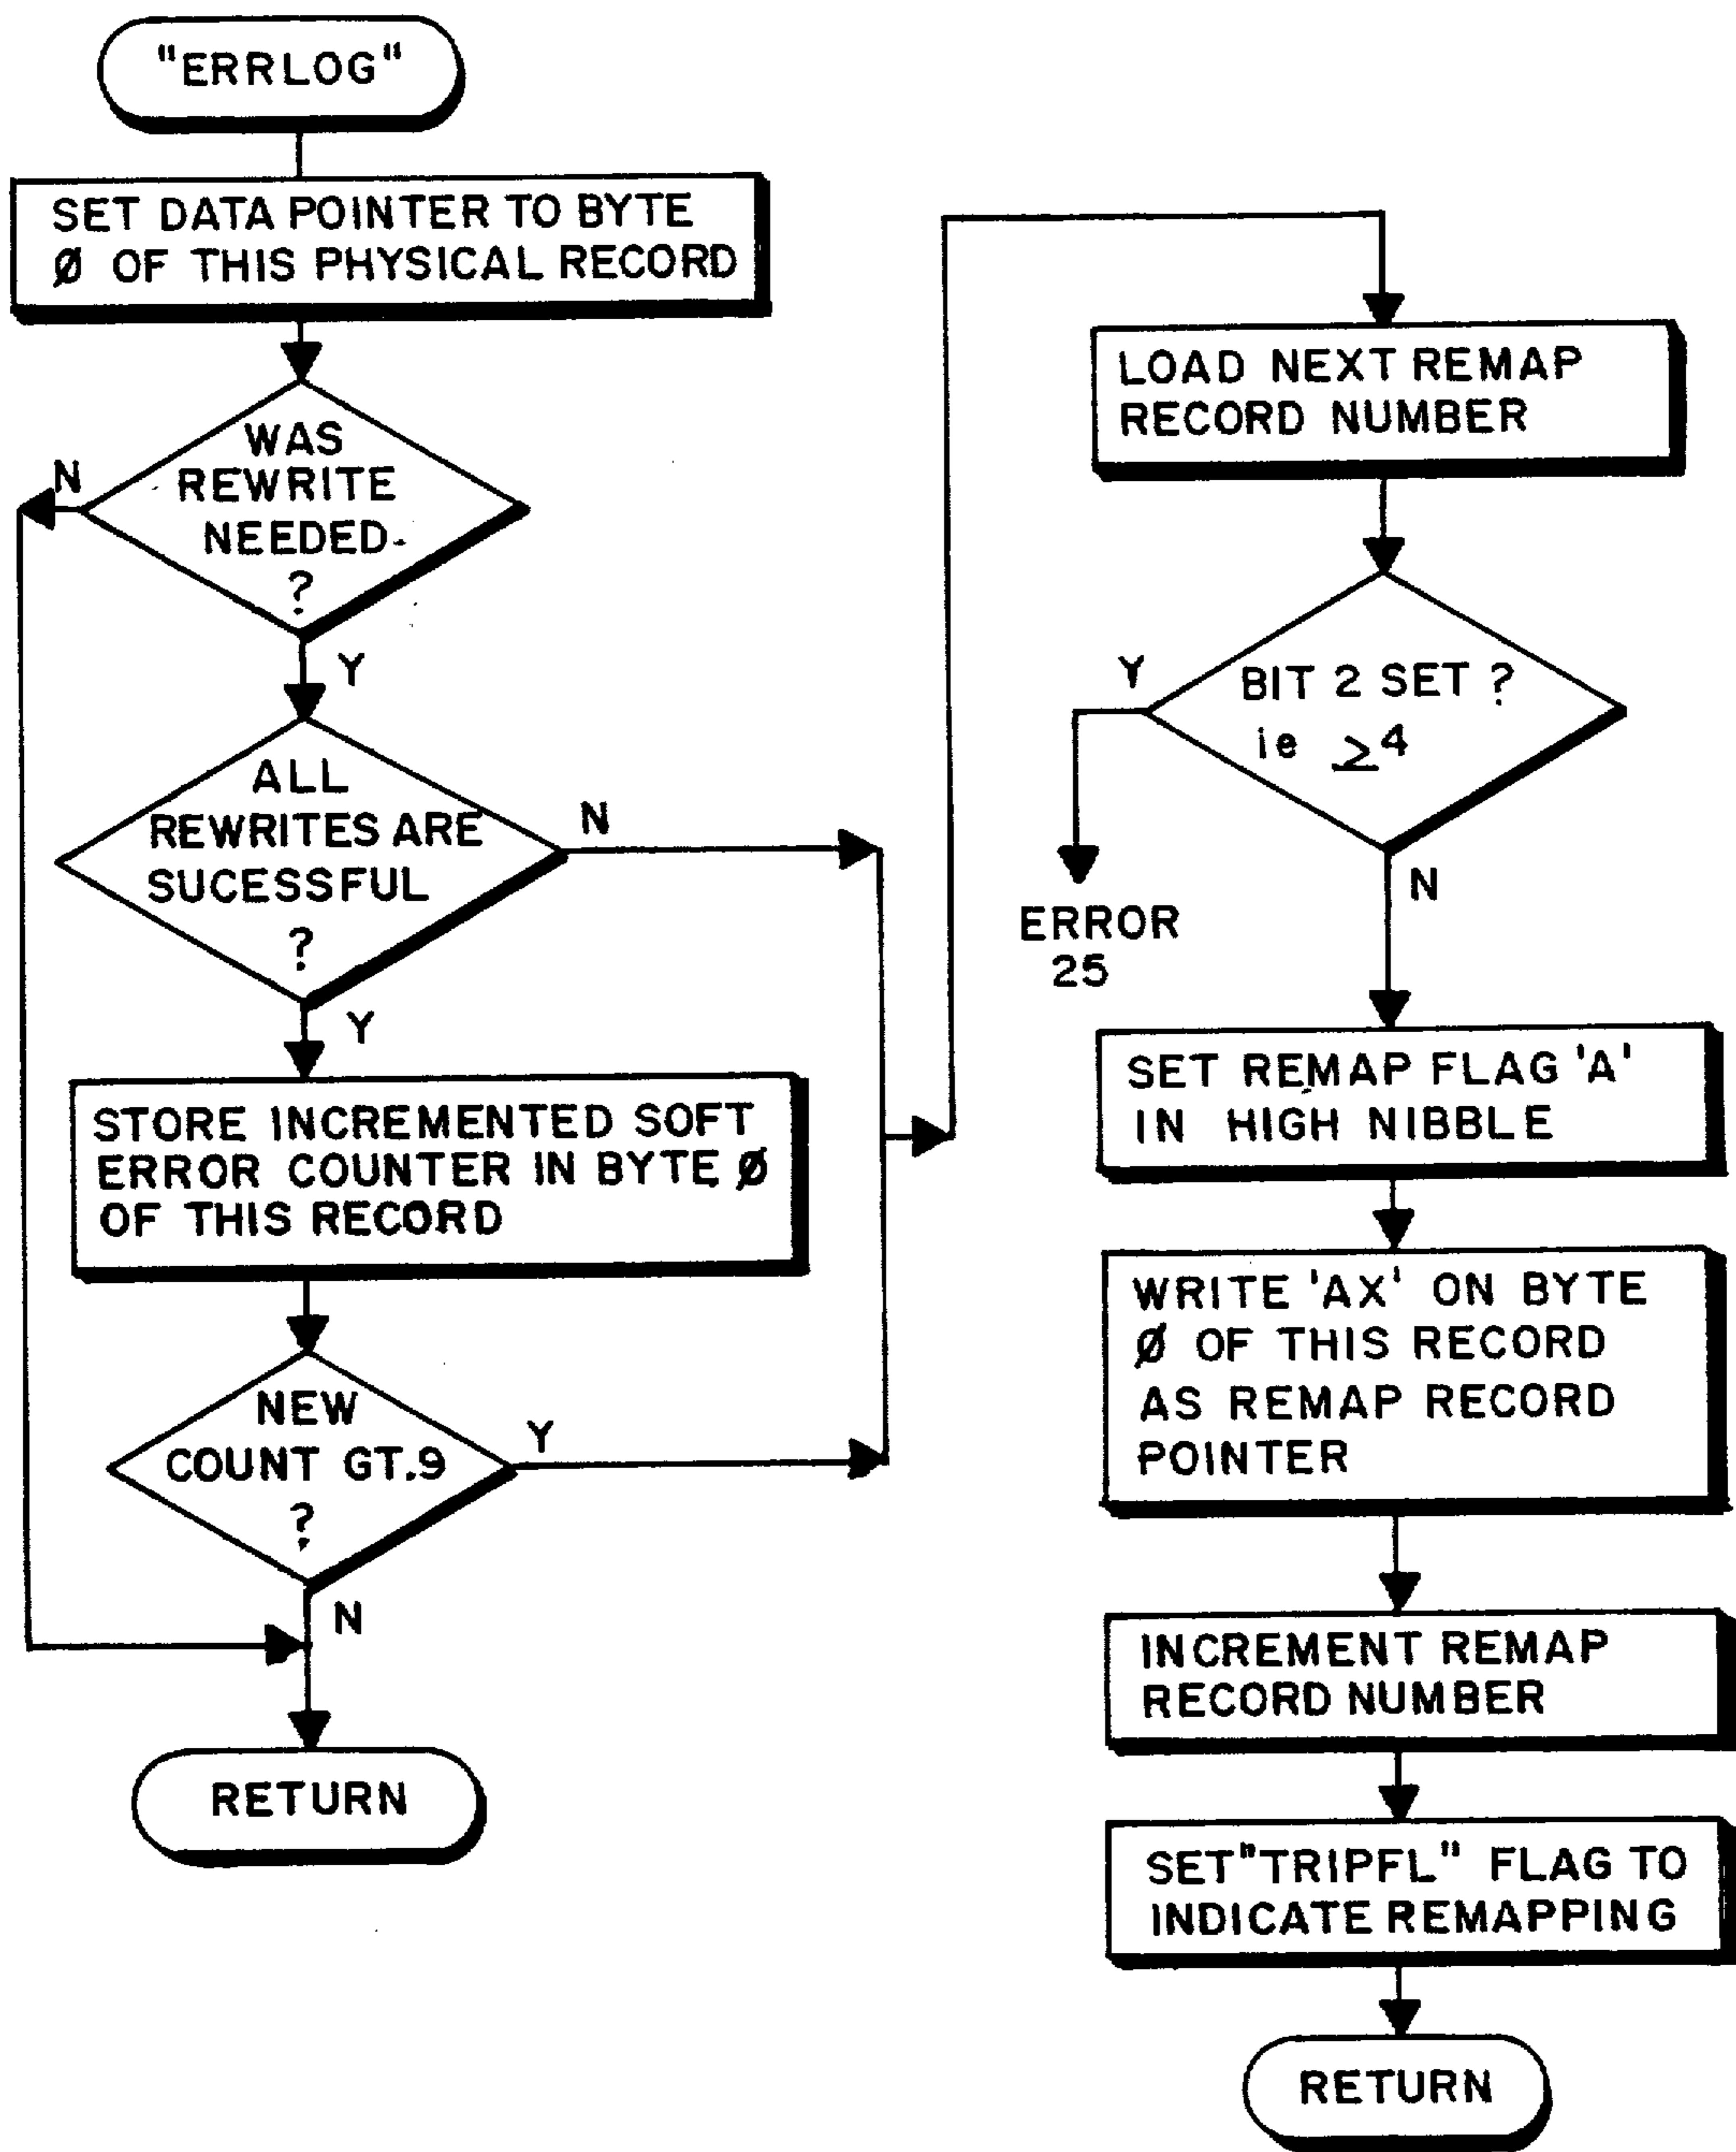 "ERRLOG"
SET DATA POINTER TO BYTE
Ø OF THIS PHYSICAL RECORD
WAS
REWRITE
NEEDED
?
N
Y
ALL
REWRITES ARE
SUCESSFUL
?
N
Y
STORE INCREMENTED SOFT
ERROR COUNTER IN BYTE Ø
OF THIS RECORD
NEW
COUNT GT.9
?
Y
N
RETURN
LOAD NEXT REMAP
RECORD NUMBER
BIT 2 SET ?
ie ≥4
Y
ERROR
25
N
SET REMAP FLAG 'A'
IN HIGH NIBBLE
WRITE 'AX' ON BYTE
Ø OF THIS RECORD
AS REMAP RECORD
POINTER
INCREMENT REMAP
RECORD NUMBER
SET "TRIPFL" FLAG TO
INDICATE REMAPPING
RETURN